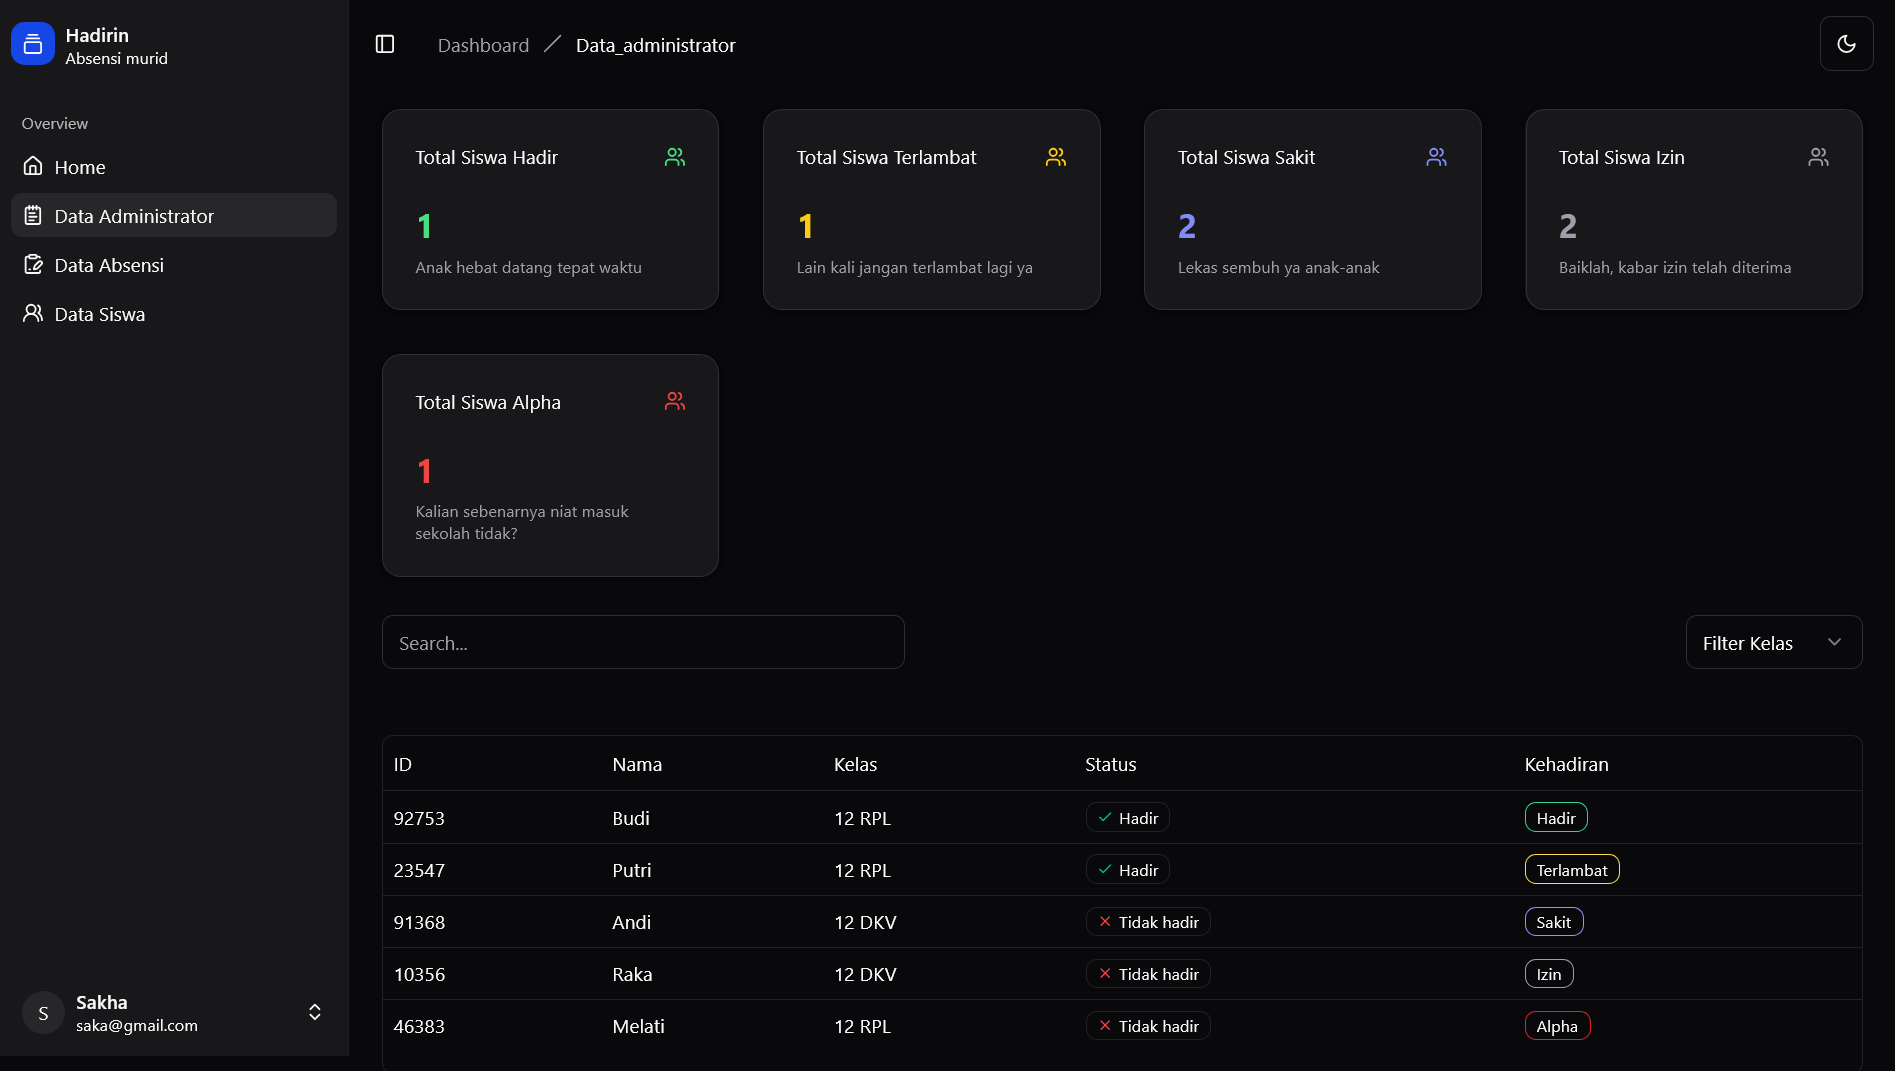 Hadirin
Absensi murid
Overview
Home
Data Administrator
Data Absensi
Data Siswa
S
Sakha
saka@gmail.com
Dashboard / Data_administrator
Total Siswa Hadir
1
Anak hebat datang tepat waktu
Total Siswa Terlambat
1
Lain kali jangan terlambat lagi ya
Total Siswa Sakit
2
Lekas sembuh ya anak-anak
Total Siswa Izin
2
Baiklah, kabar izin telah diterima
Total Siswa Alpha
1
Kalian sebenarnya niat masuk
sekolah tidak?
Search...
Filter Kelas
ID Nama Kelas Status Kehadiran
92753 Budi 12 RPL Hadir Hadir
23547 Putri 12 RPL Hadir Terlambat
91368 Andi 12 DKV Tidak hadir Sakit
10356 Raka 12 DKV Tidak hadir Izin
46383 Melati 12 RPL Tidak hadir Alpha